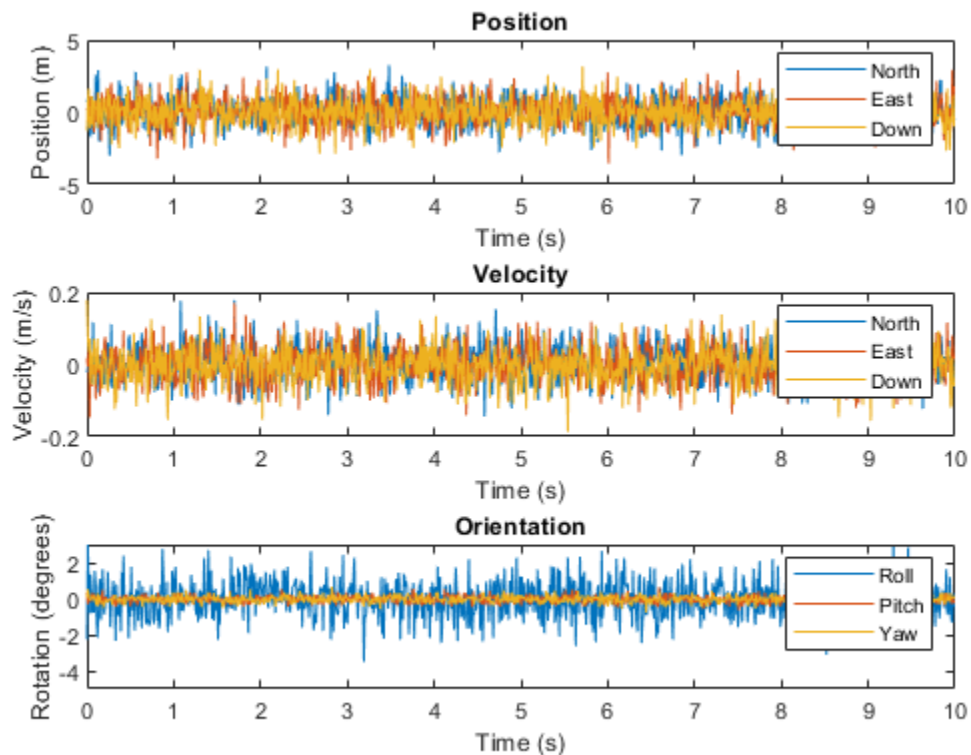 Position
Position (m)
5
0
-5
North
East
Down
0 1 2 3 4 5 6 7 8 9 10
Time (s)
Velocity
Velocity (m/s)
0.2
0
-0.2
North
East
Down
0 1 2 3 4 5 6 7 8 9 10
Time (s)
Orientation
Rotation (degrees)
2
0
-2
-4
Roll
Pitch
Yaw
0 1 2 3 4 5 6 7 8 9 10
Time (s)